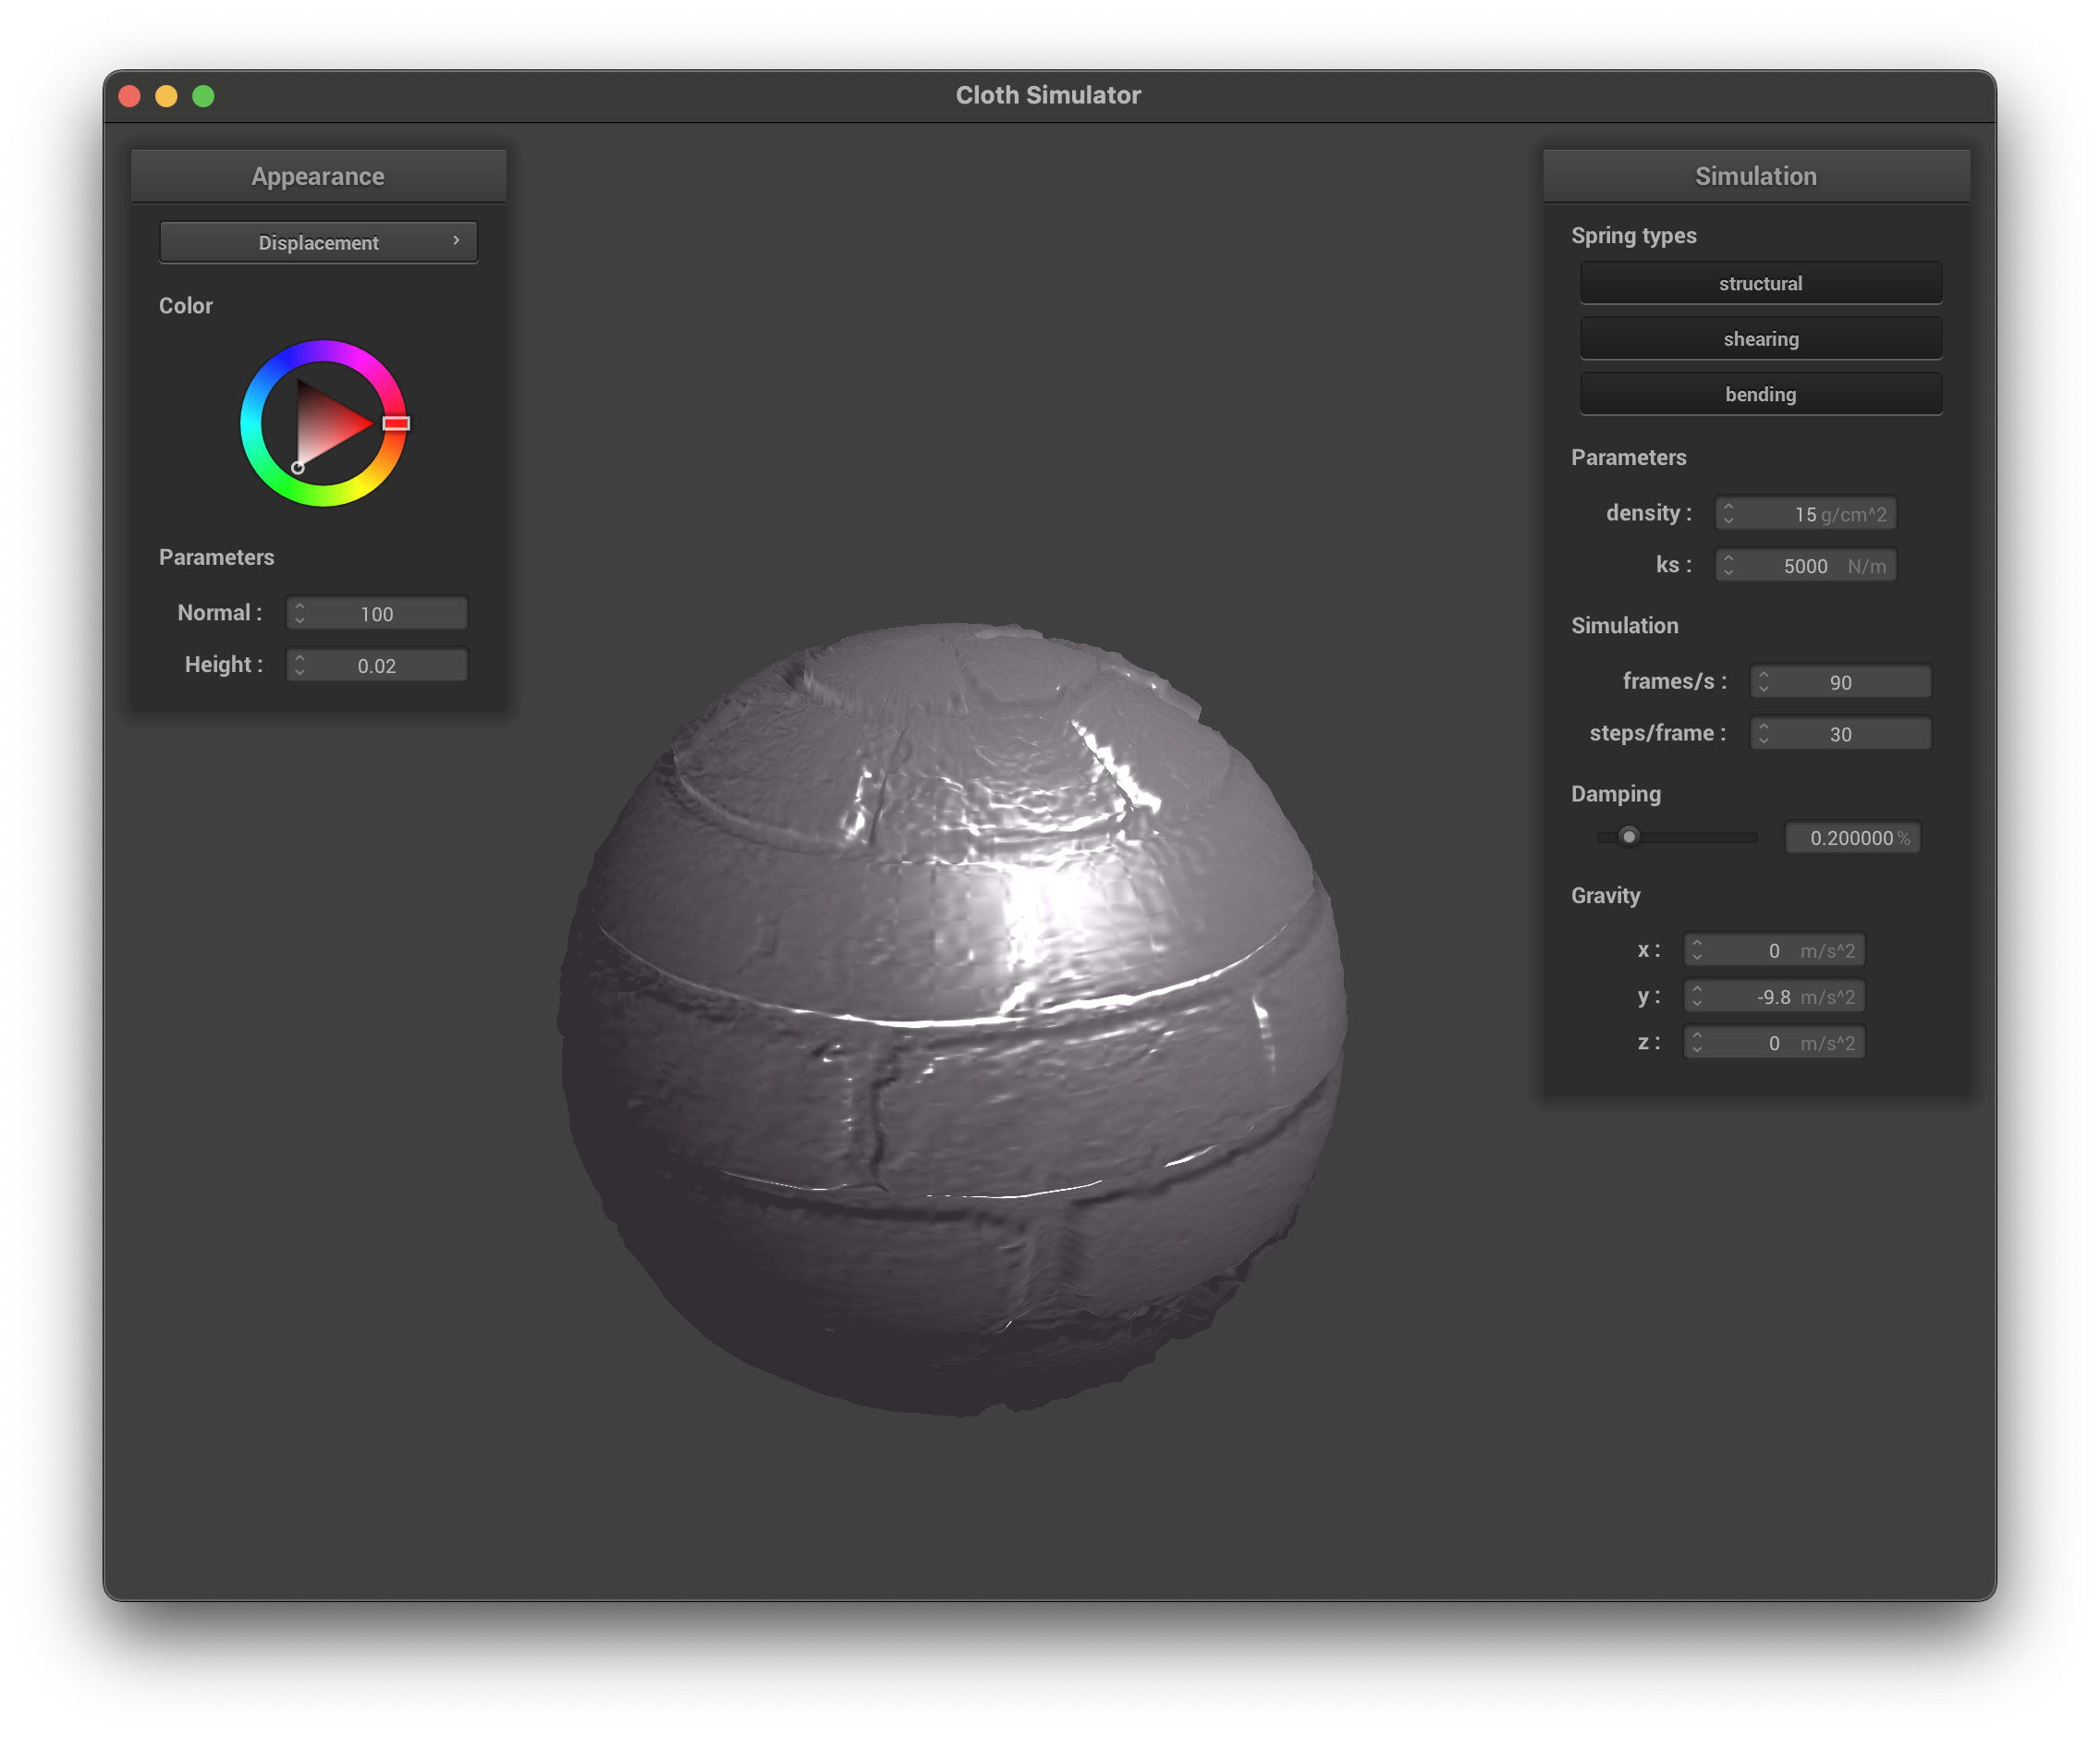 Cloth Simulator
Appearance
Displacement
Color
Parameters
Normal : 100
Height : 0.02
Simulation
Spring types
structural
shearing
bending
Parameters
density : 15 g/cm^2
ks : 5000 N/m
Simulation
frames/s : 90
steps/frame : 30
Damping
0.200000 %
Gravity
x : 0 m/s^2
y : -9.8 m/s^2
z : 0 m/s^2